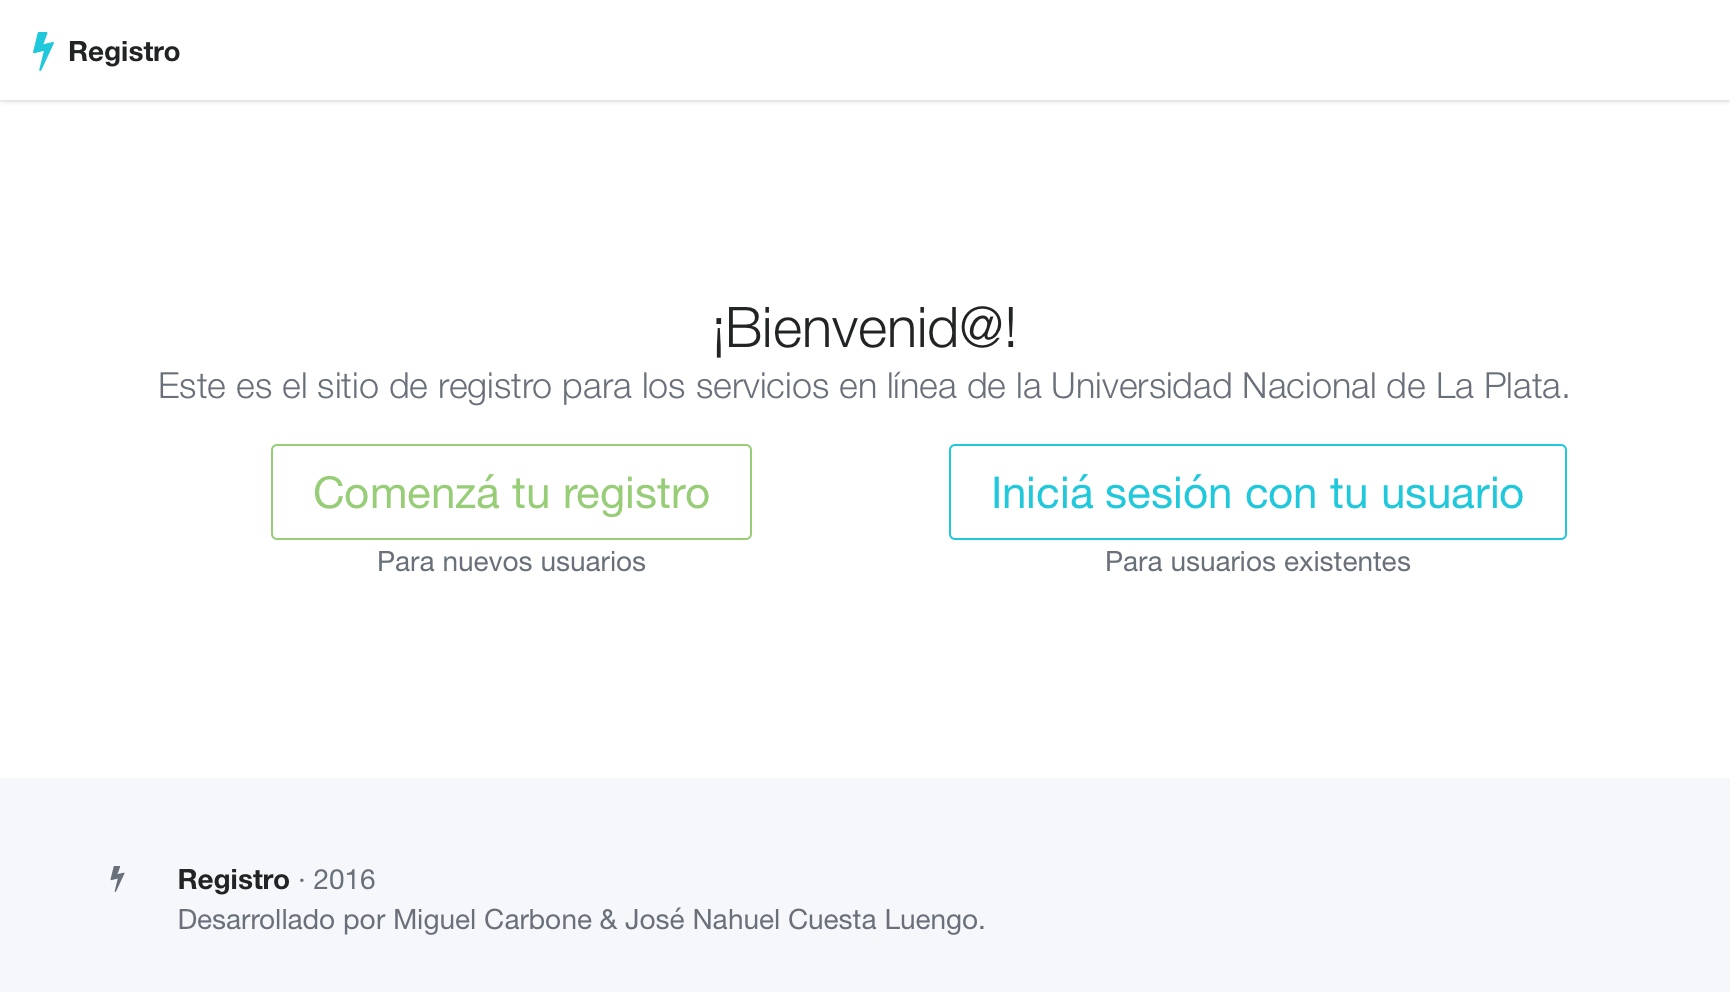 Registro
¡Bienvenid@!
Este es el sitio de registro para los servicios en línea de la Universidad Nacional de La Plata.
Comenzá tu registro
Iniciá sesión con tu usuario
Para nuevos usuarios
Para usuarios existentes
Registro · 2016
Desarrollado por Miguel Carbone & José Nahuel Cuesta Luengo.